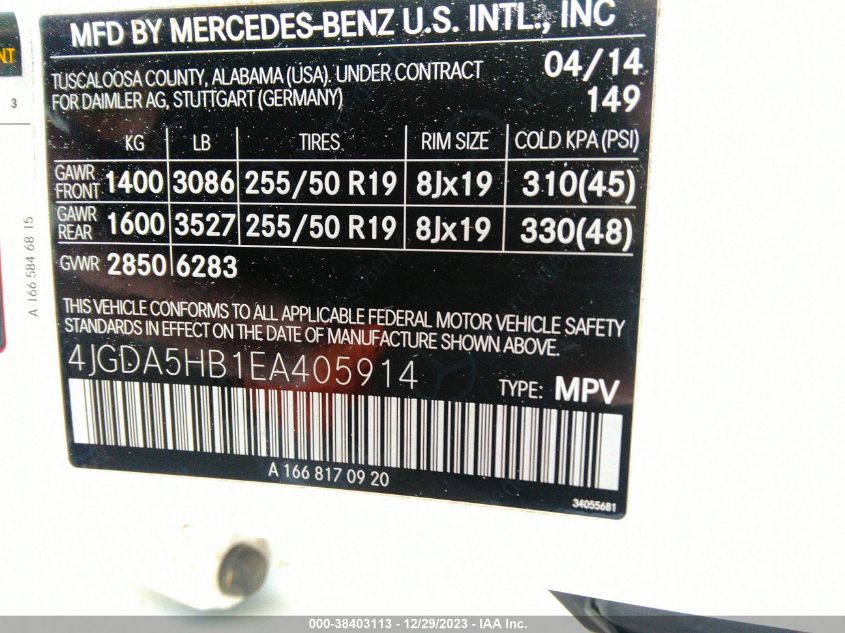 MFD BY MERCEDES-BENZ U.S. INTL., INC
TUSCALOOSA COUNTY, ALABAMA (USA). UNDER CONTRACT
FOR DAIMLER AG, STUTTGART (GERMANY)
04/14
149
KG LB TIRES RIM SIZE COLD KPA (PSI)
GAWR FRONT 1400 3086 255/50 R19 8Jx19 310(45)
GAWR REAR 1600 3527 255/50 R19 8Jx19 330(48)
GVWR 2850 6283
THIS VEHICLE CONFORMS TO ALL APPLICABLE FEDERAL MOTOR VEHICLE SAFETY
STANDARDS IN EFFECT ON THE DATE OF MANUFACTURE SHOWN ABOVE.
4JGDA5HB1EA405914
TYPE: MPV
A 166 817 09 20
34055681
A 166 584 68 15
3
000-38403113 - 12/29/2023 - IAA Inc.